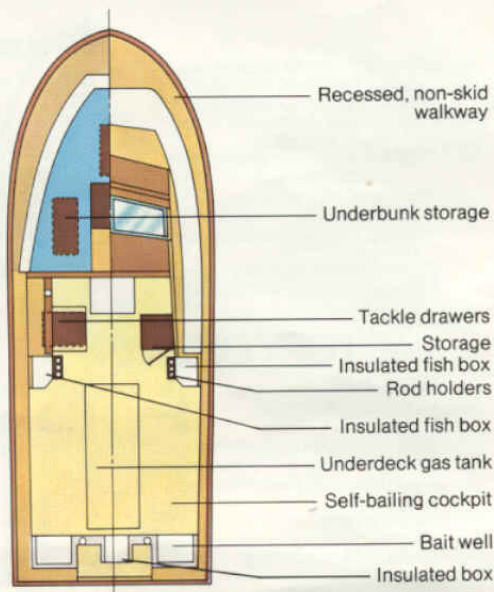 Recessed, non-skid
walkway
Underbunk storage
Tackle drawers
Storage
Insulated fish box
Rod holders
Insulated fish box
Underdeck gas tank
Self-bailing cockpit
Bait well
Insulated box